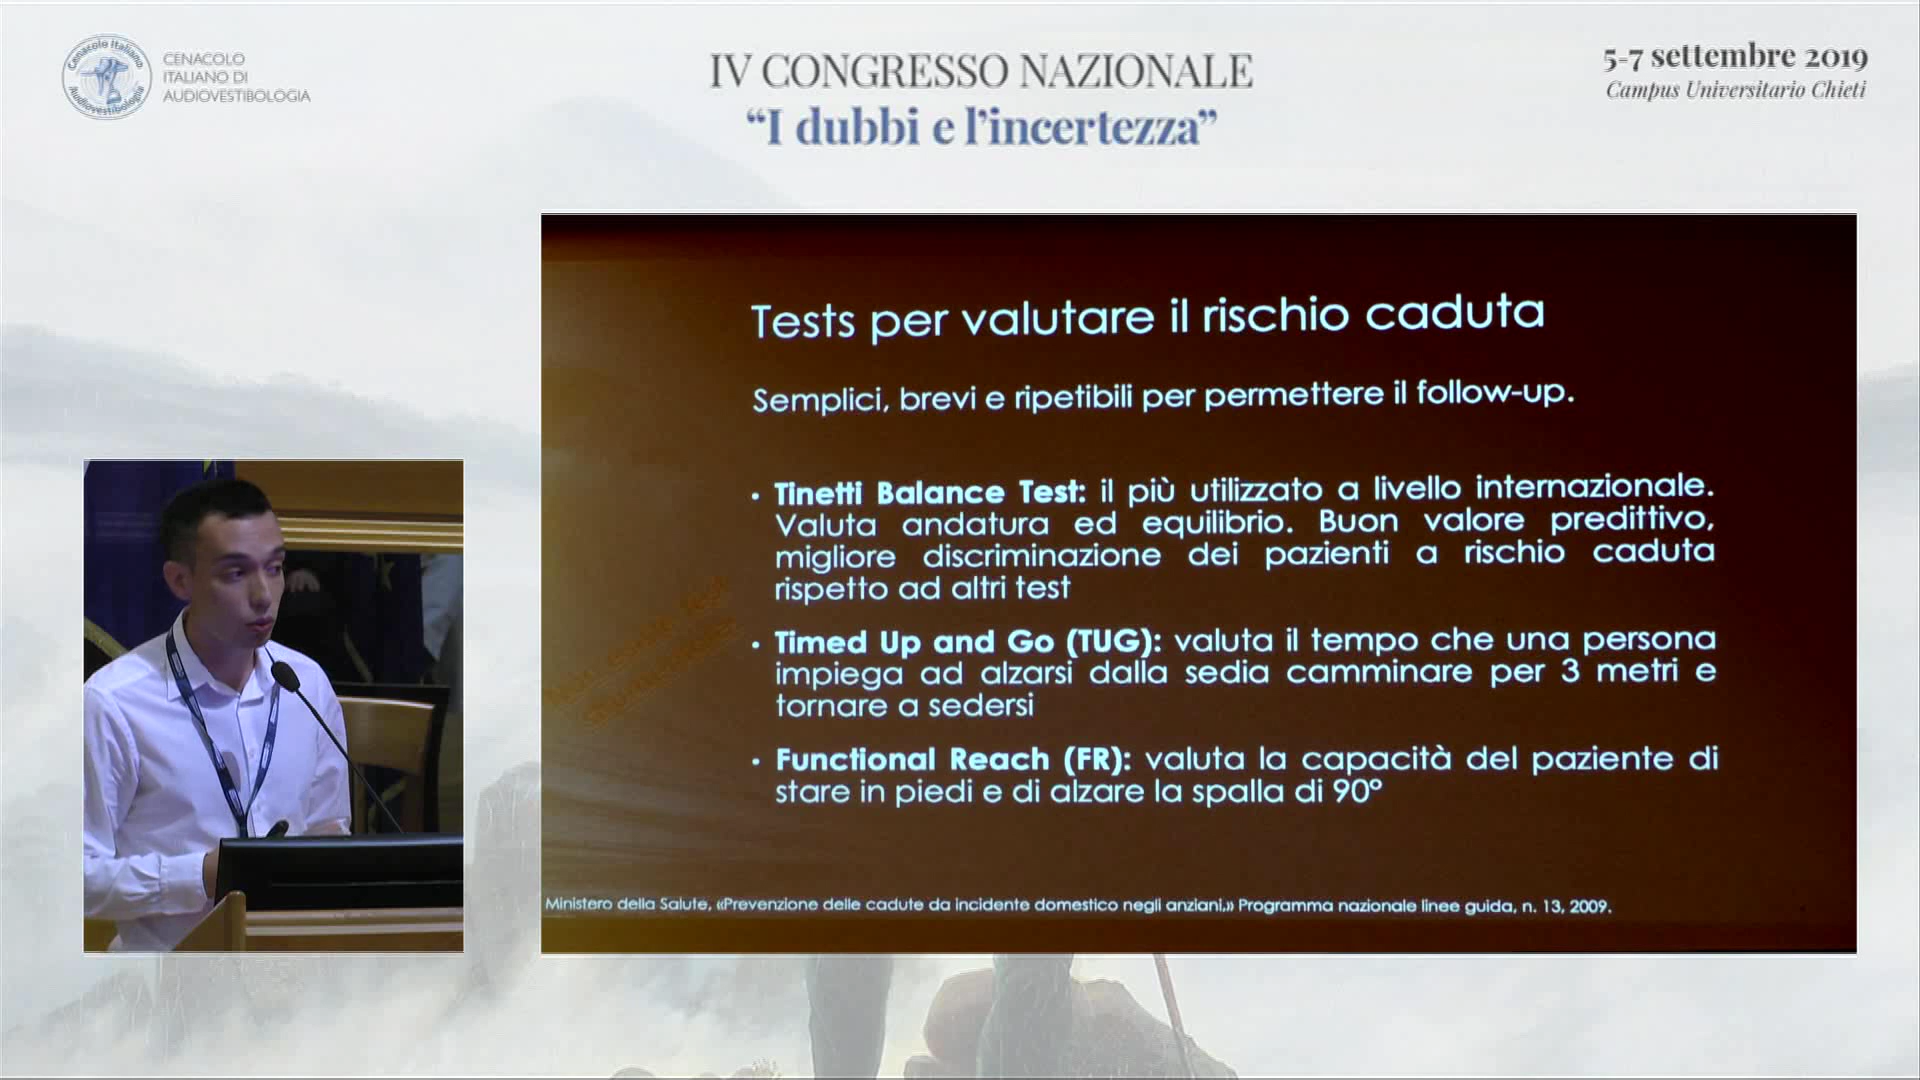 Cenacolo Italiano
Audiovestibologia
CENACOLO
ITALIANO DI
AUDIOVESTIBOLOGIA
IV CONGRESSO NAZIONALE
“I dubbi e l’incertezza”
5-7 settembre 2019
Campus Universitario Chieti
Tests per valutare il rischio caduta
Semplici, brevi e ripetibili per permettere il follow-up.
• Tinetti Balance Test: il più utilizzato a livello internazionale.
Valuta andatura ed equilibrio. Buon valore predittivo,
migliore discriminazione dei pazienti a rischio caduta
rispetto ad altri test
• Timed Up and Go (TUG): valuta il tempo che una persona
impiega ad alzarsi dalla sedia camminare per 3 metri e
tornare a sedersi
• Functional Reach (FR): valuta la capacità del paziente di
stare in piedi e di alzare la spalla di 90°
Ministero della Salute, «Prevenzione delle cadute da incidente domestico negli anziani,» Programma nazionale linee guida, n. 13, 2009.